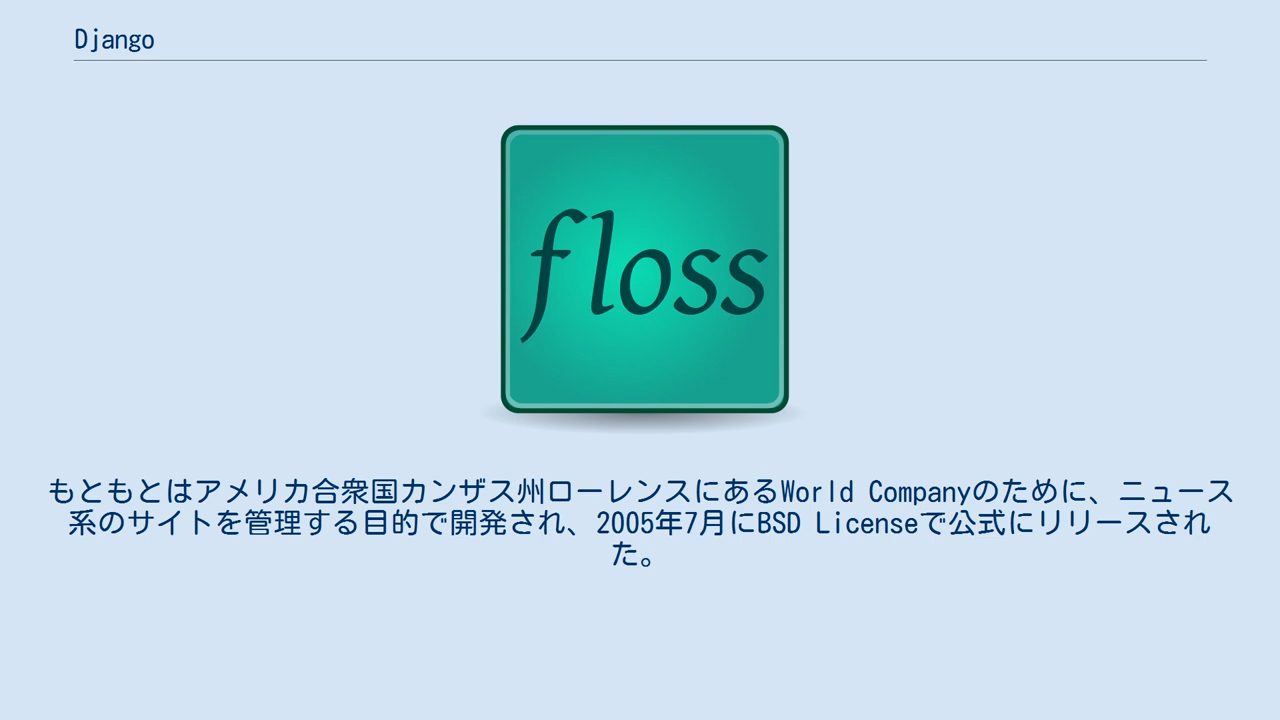 Django
floss
もともとはアメリカ合衆国カンザス州ローレンスにあるWorld Companyのために、ニュース
系のサイトを管理する目的で開発され、2005年7月にBSD Licenseで公式にリリースされ
た。